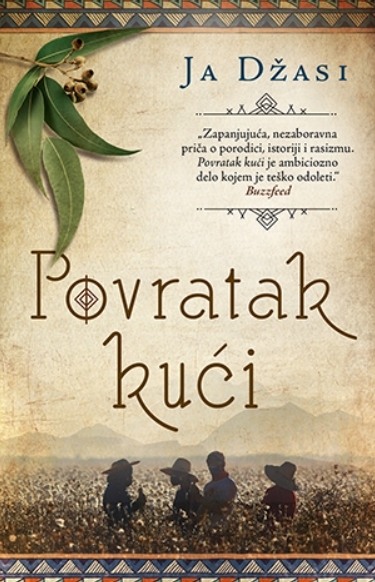 Ja Džasi
„Zapanjujuća, nezaboravna
priča o porodici, istoriji i rasizmu.
Povratak kući je ambiciozno
delo kojem je teško odoleti.“
Buzzfeed
Povratak
kući